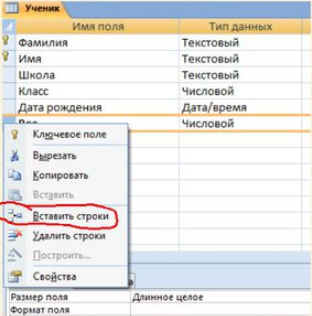 Ученик
Имя поля Тип данных
Фамилия Текстовый
Имя Текстовый
Школа Текстовый
Класс Числовой
Дата рождения Дата/время
Числовой
Ключевое поле
Вырезать
Копировать
Вставить
Вставить строки
Удалить строки
Построить...
Свойства
Размер поля Длинное целое
Формат поля